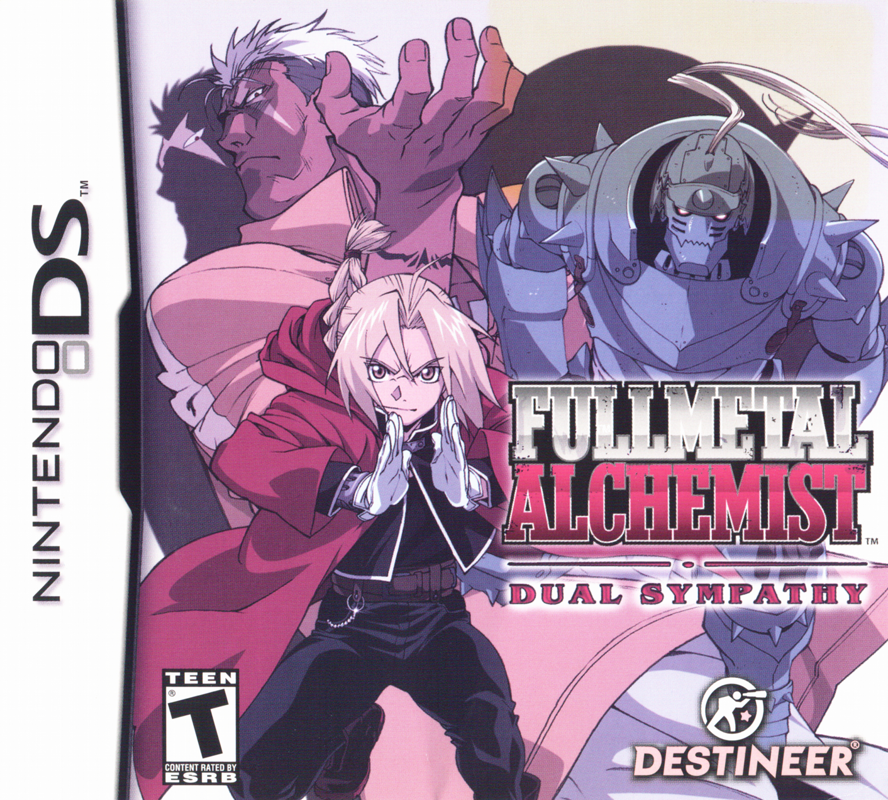 NINTENDO DS™
FULLMETAL
ALCHEMIST™
DUAL SYMPATHY
TEEN
®
T
CONTENT RATED BY
ESRB
DESTINEER®